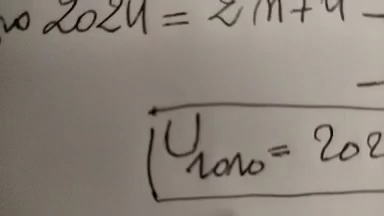 2024 = 2n+4 -
U₁₀₁₀ = 202